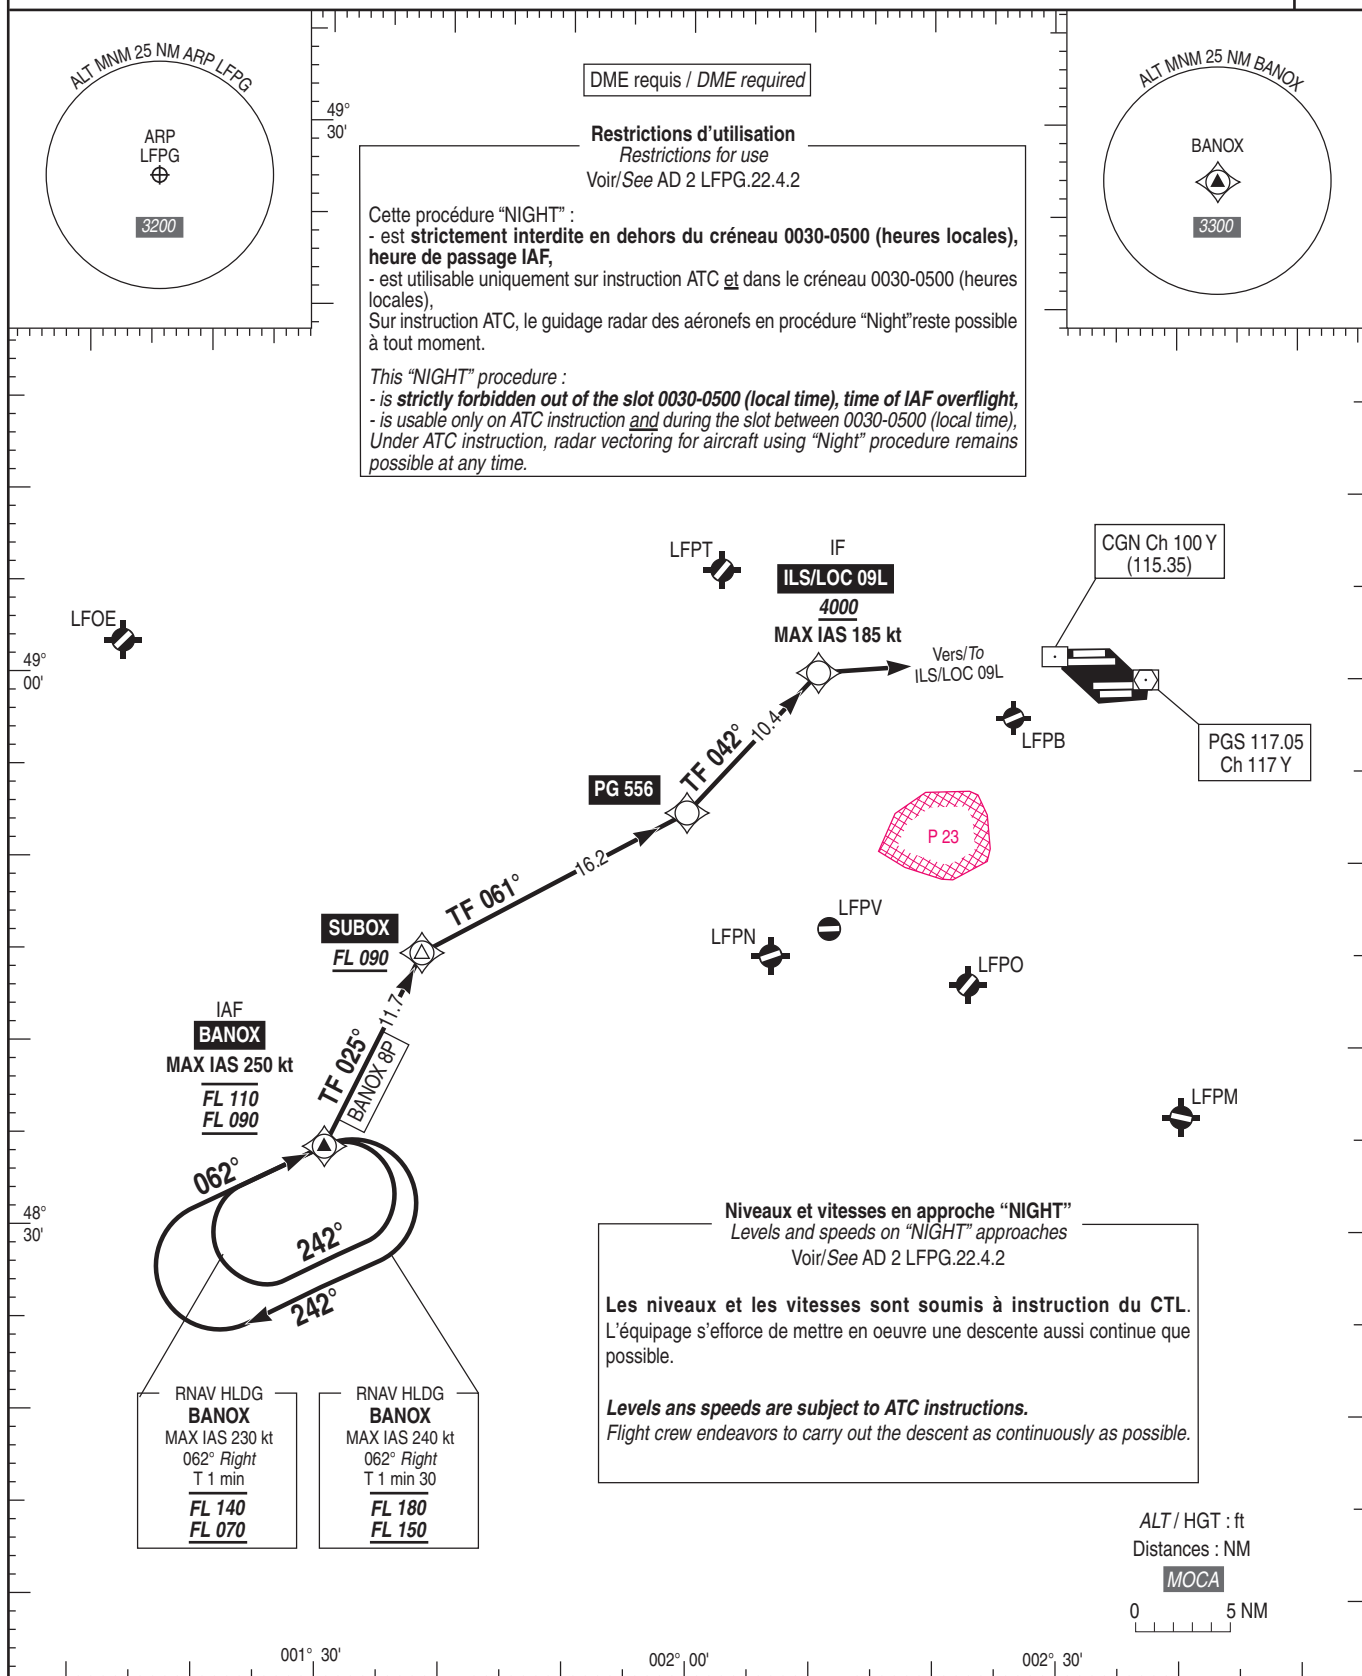 ALT MNM 25 NM ARP LFPG
ARP
LFPG
3200
49°
30'
DME requis / DME required
ALT MNM 25 NM BANOX
BANOX
3300
Restrictions d'utilisation
Restrictions for use
Voir/See AD 2 LFPG.22.4.2
Cette procédure “NIGHT” :
- est strictement interdite en dehors du créneau 0030-0500 (heures locales),
heure de passage IAF,
- est utilisable uniquement sur instruction ATC et dans le créneau 0030-0500 (heures
locales),
Sur instruction ATC, le guidage radar des aéronefs en procédure “Night”reste possible
à tout moment.
This “NIGHT” procedure :
- is strictly forbidden out of the slot 0030-0500 (local time), time of IAF overflight,
- is usable only on ATC instruction and during the slot between 0030-0500 (local time),
Under ATC instruction, radar vectoring for aircraft using “Night” procedure remains
possible at any time.
LFPT
IF
ILS/LOC 09L
4000
MAX IAS 185 kt
CGN Ch 100 Y
(115.35)
LFOE
49°
00'
Vers/To
ILS/LOC 09L
LFPB
PGS 117.05
Ch 117 Y
TF 042°
10.4
PG 556
P 23
16.2
TF 061°
SUBOX
FL 090
LFPV
LFPN
LFPO
IAF
BANOX
MAX IAS 250 kt
FL 110
FL 090
11.7
TF 025°
BANOX 8P
LFPM
062°
242°
242°
48°
30'
Niveaux et vitesses en approche “NIGHT”
Levels and speeds on “NIGHT” approaches
Voir/See AD 2 LFPG.22.4.2
Les niveaux et les vitesses sont soumis à instruction du CTL.
L'équipage s'efforce de mettre en oeuvre une descente aussi continue que
possible.
Levels ans speeds are subject to ATC instructions.
Flight crew endeavors to carry out the descent as continuously as possible.
RNAV HLDG
BANOX
MAX IAS 230 kt
062° Right
T 1 min
FL 140
FL 070
RNAV HLDG
BANOX
MAX IAS 240 kt
062° Right
T 1 min 30
FL 180
FL 150
ALT / HGT : ft
Distances : NM
MOCA
0 5 NM
001° 30'
002° 00'
002° 30'